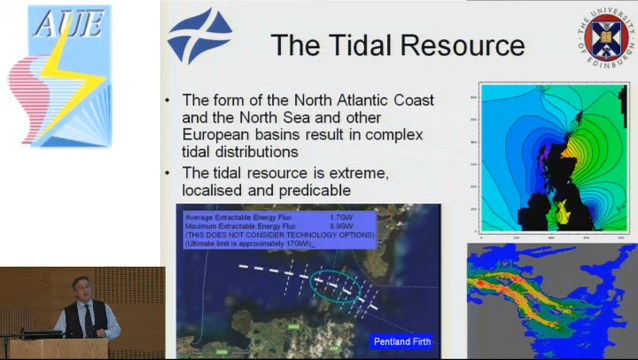 AUE
The Tidal Resource
THE UNIVERSITY
OF EDINBURGH
• The form of the North Atlantic Coast
and the North Sea and other
European basins result in complex
tidal distributions
• The tidal resource is extreme,
localised and predicable
Average Extractable Energy Flux: 1.7GW
Maximum Extractable Energy Flux: 8.9GW
(THIS DOES NOT CONSIDER TECHNOLOGY OPTIONS)
(Ultimate limit is approximately 17GW!)_
Pentland Firth